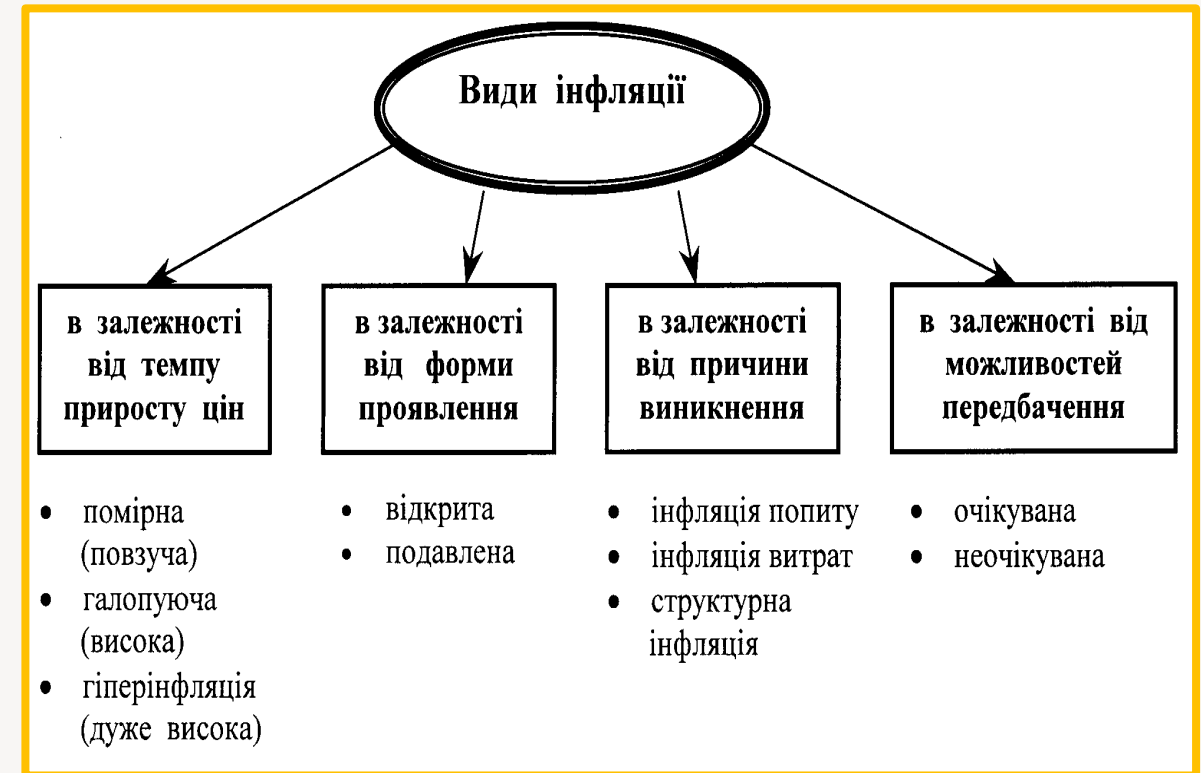 Види інфляції
в залежності
від темпу
приросту цін
в залежності
від форми
проявлення
в залежності
від причини
виникнення
в залежності від
можливостей
передбачення
• помірна
(повзуча)
• галопуюча
(висока)
• гіперінфляція
(дуже висока)
• відкрита
• подавлена
• інфляція попиту
• інфляція витрат
• структурна
інфляція
• очікувана
• неочікувана